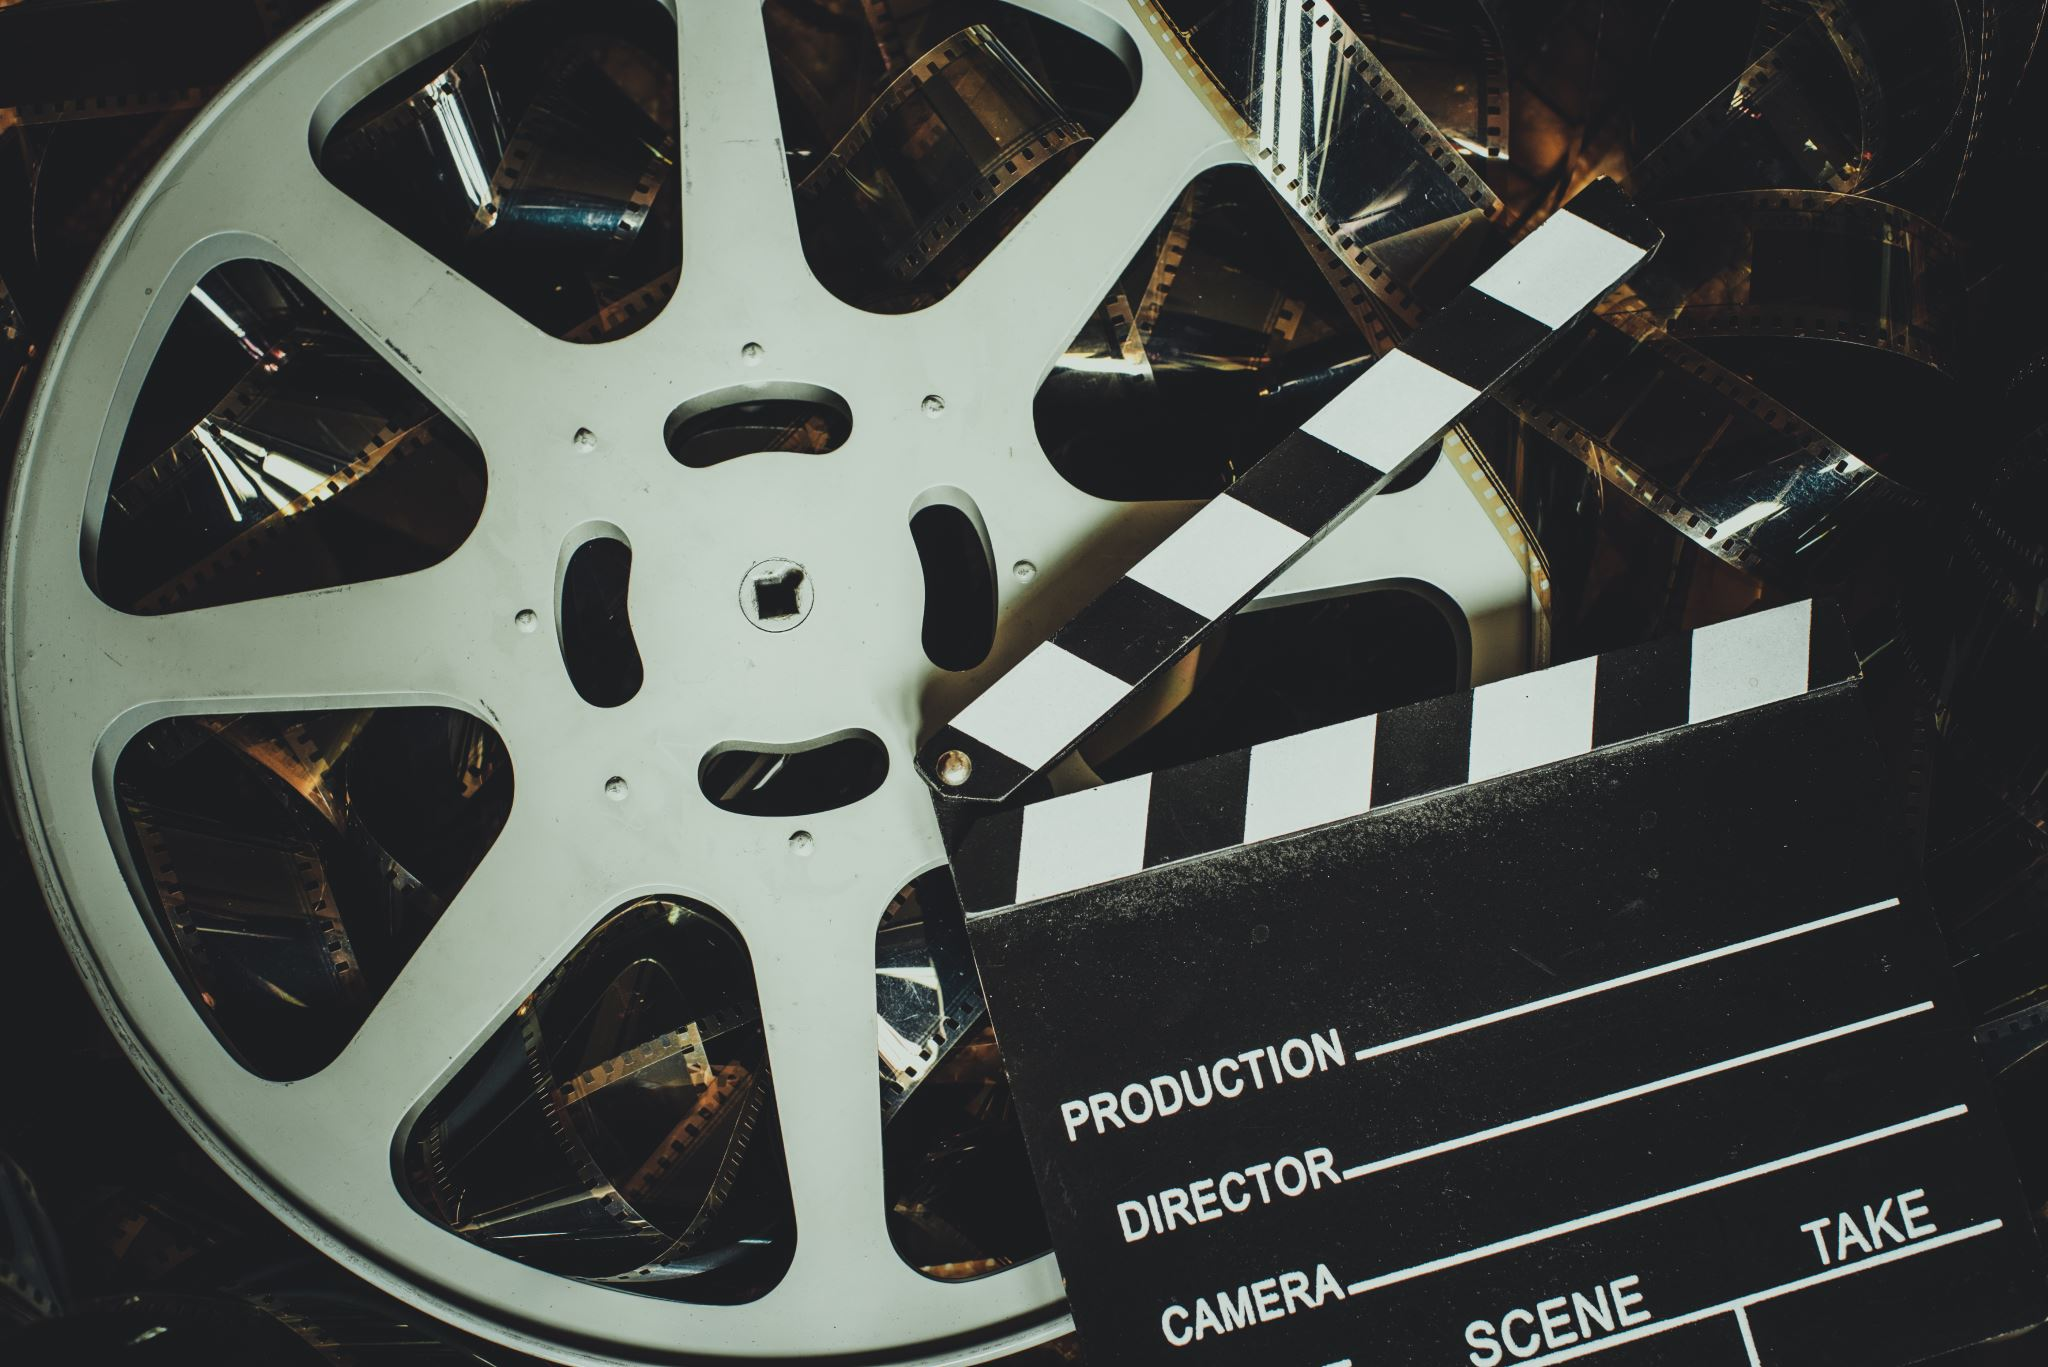 PRODUCTION
DIRECTOR
CAMERA
SCENE TAKE